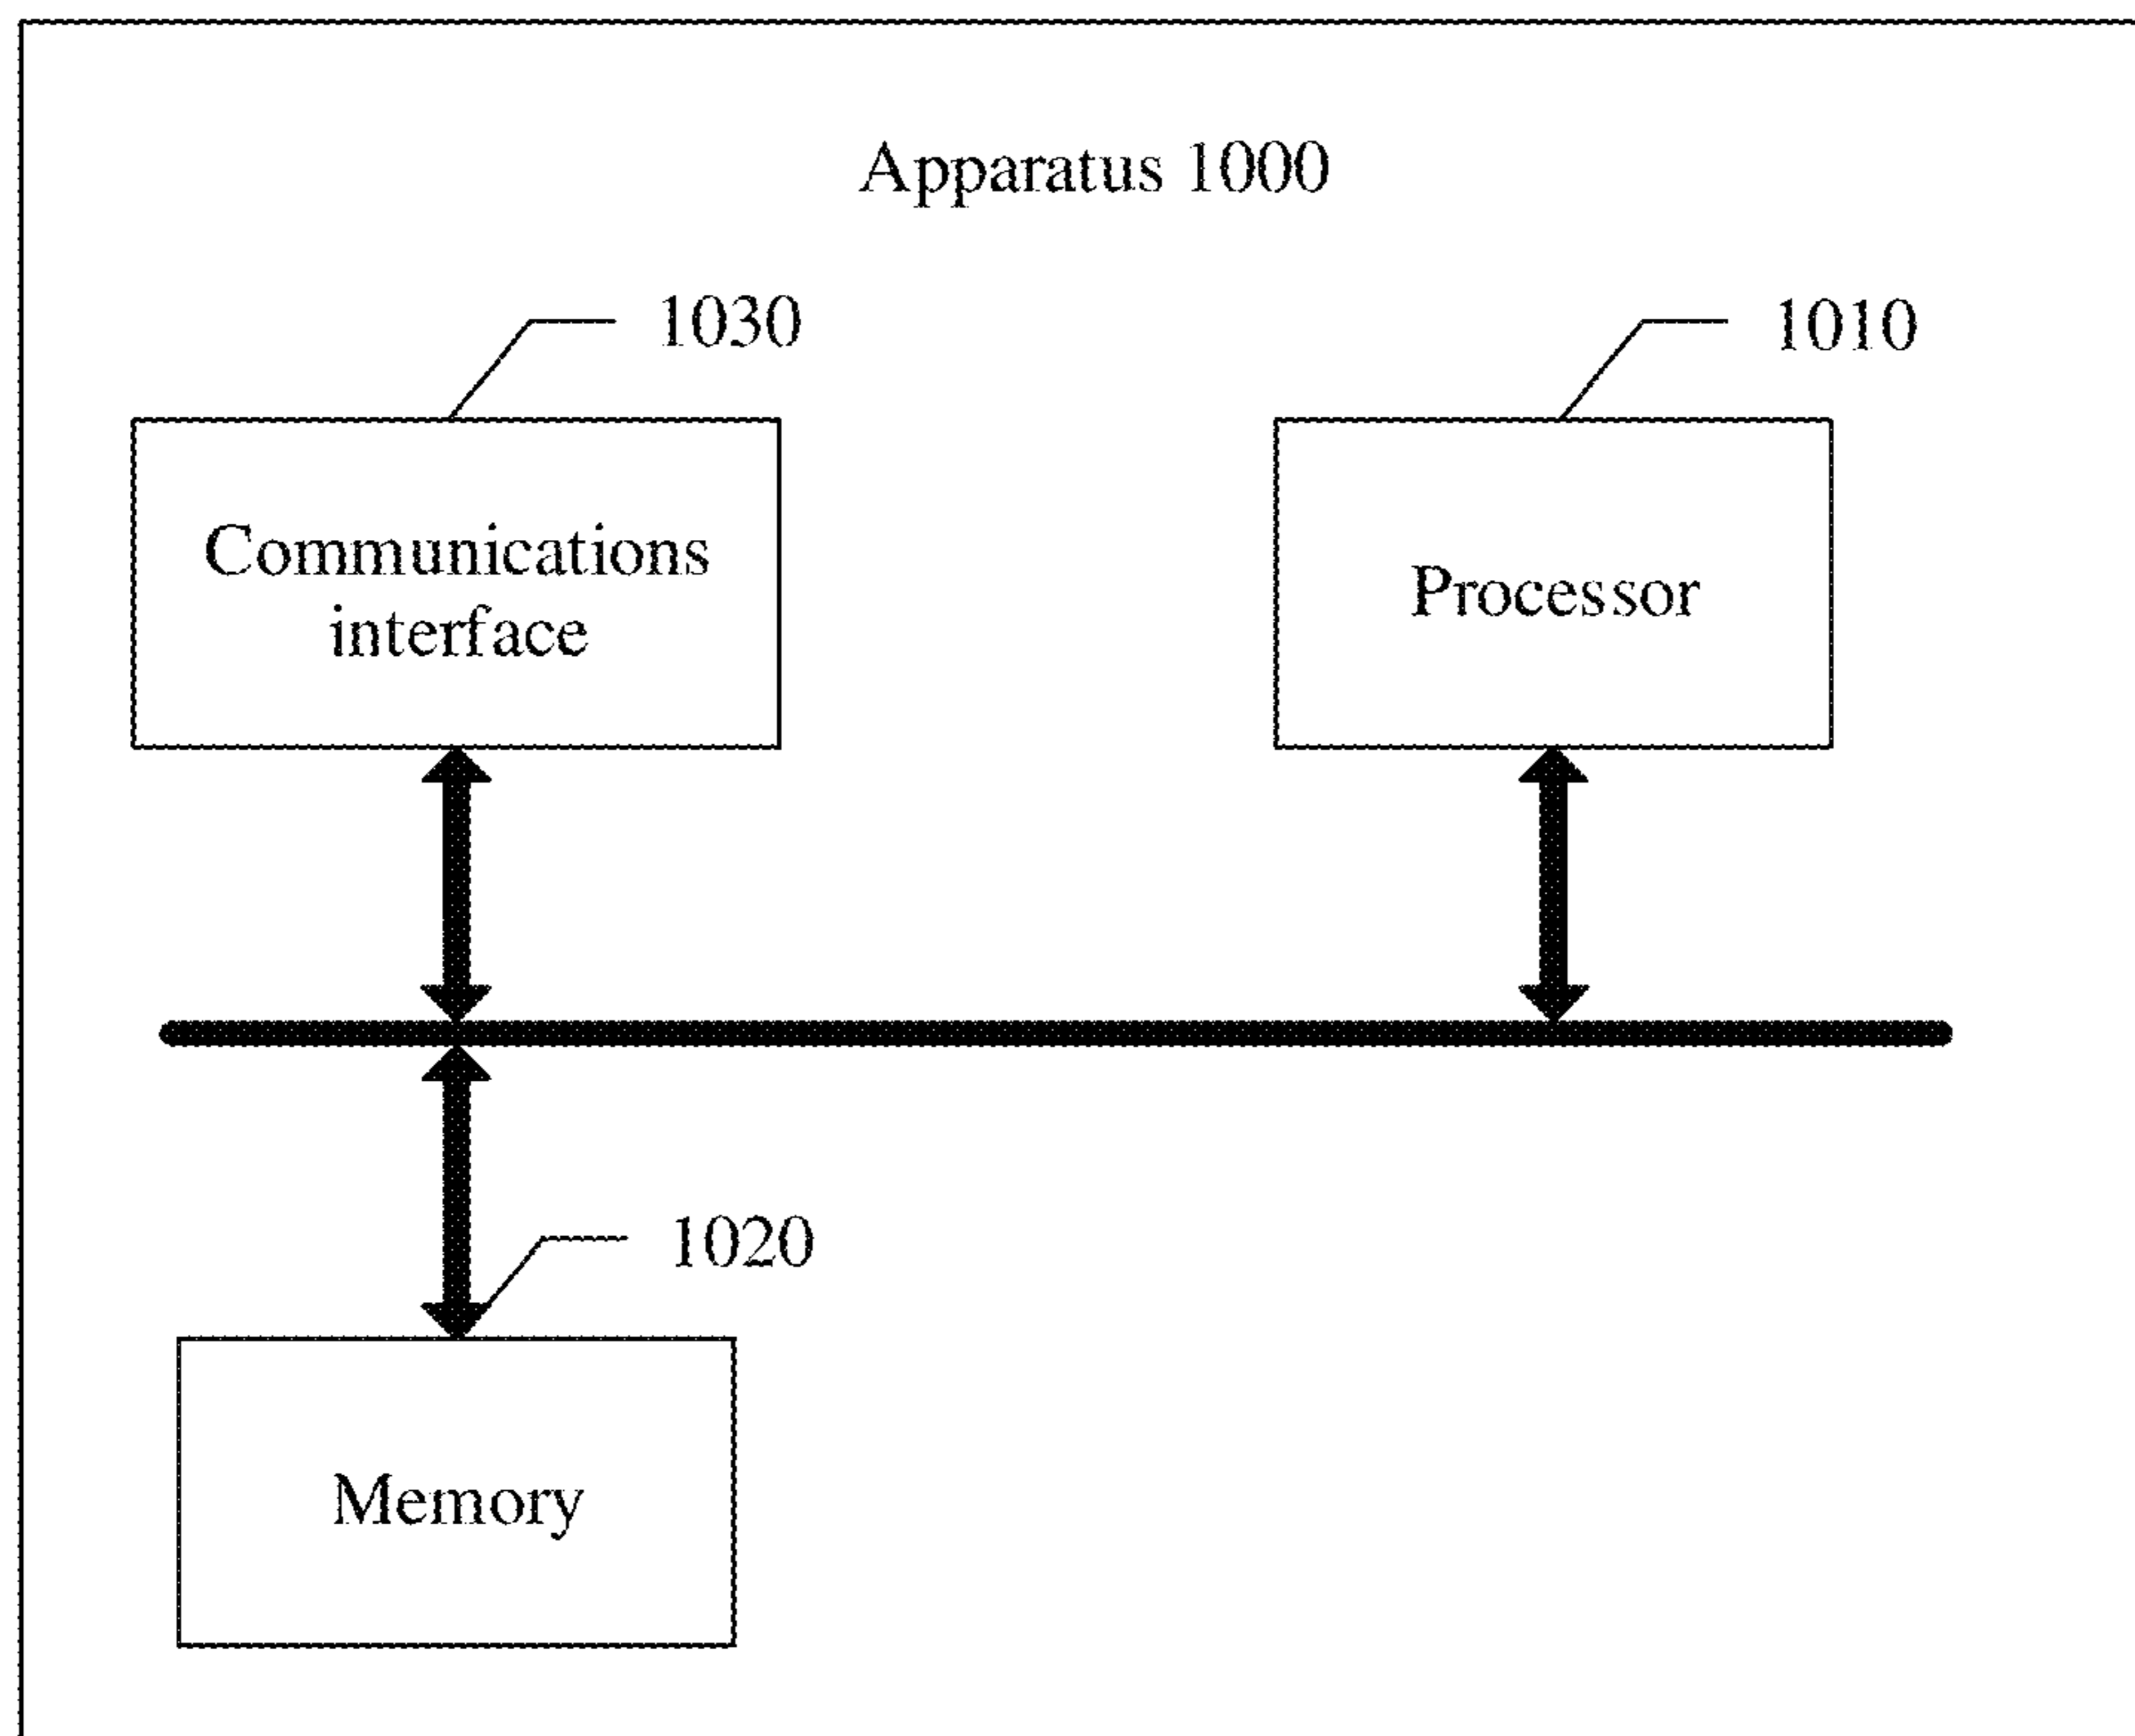 Apparatus 1000
1030
1010
Communications
interface
Processor
1020
Memory